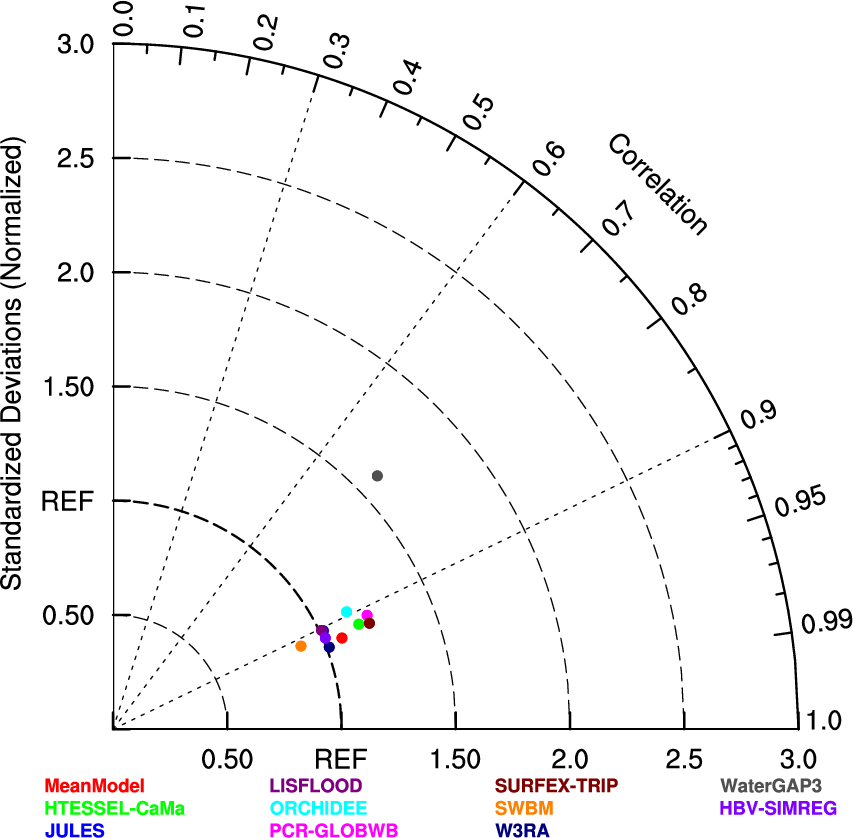 0.0
0.1
0.2
0.3
0.4
0.5
0.6
0.7
0.8
0.9
0.95
0.99
1.0
Correlation
Standardized Deviations (Normalized)
3.0
2.5
2.0
1.50
REF
0.50
0.50 REF 1.50 2.0 2.5 3.0
MeanModel LISFLOOD SURFEX-TRIP WaterGAP3
HTESSEL-CaMa ORCHIDEE SWBM HBV-SIMREG
JULES PCR-GLOBWB W3RA